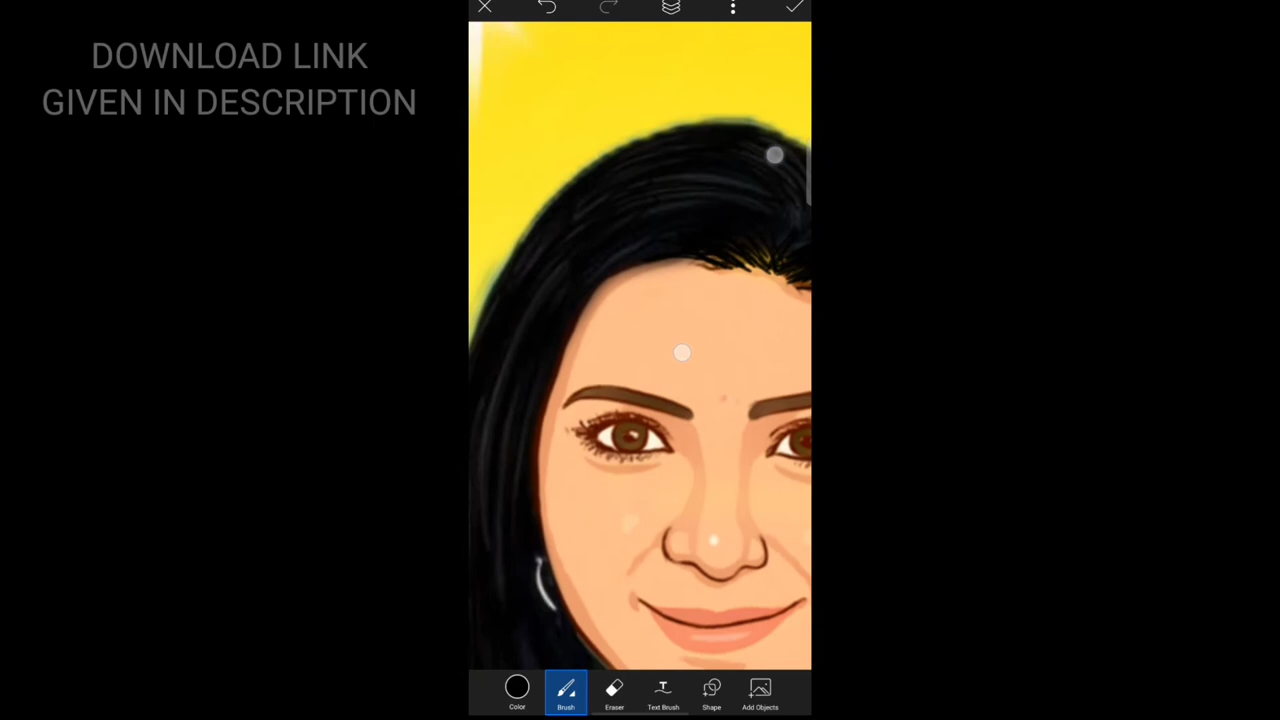 DOWNLOAD LINK
GIVEN IN DESCRIPTION
Color
Brush
Eraser
Text Brush
Shape
Add Objects